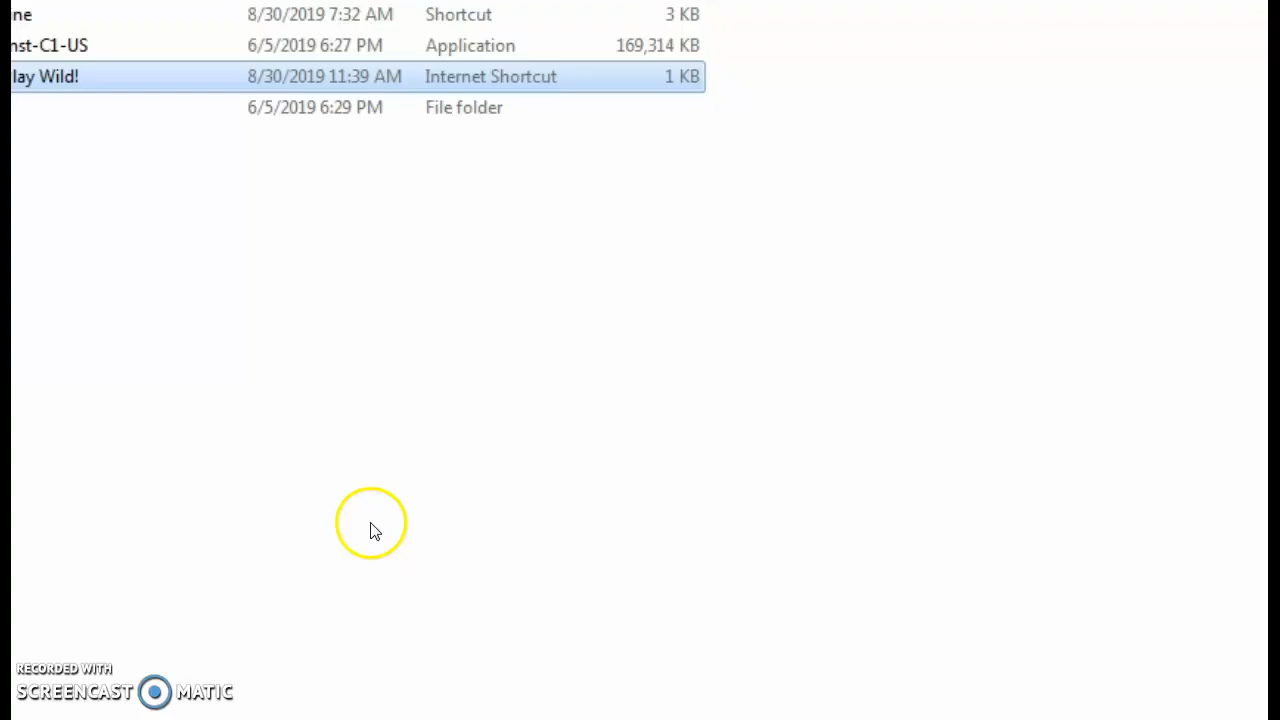 ne 8/30/2019 7:32 AM Shortcut 3 KB
nst-C1-US 6/5/2019 6:27 PM Application 169,314 KB
lay Wild! 8/30/2019 11:39 AM Internet Shortcut 1 KB
6/5/2019 6:29 PM File folder
RECORDED WITH
SCREENCAST MATIC